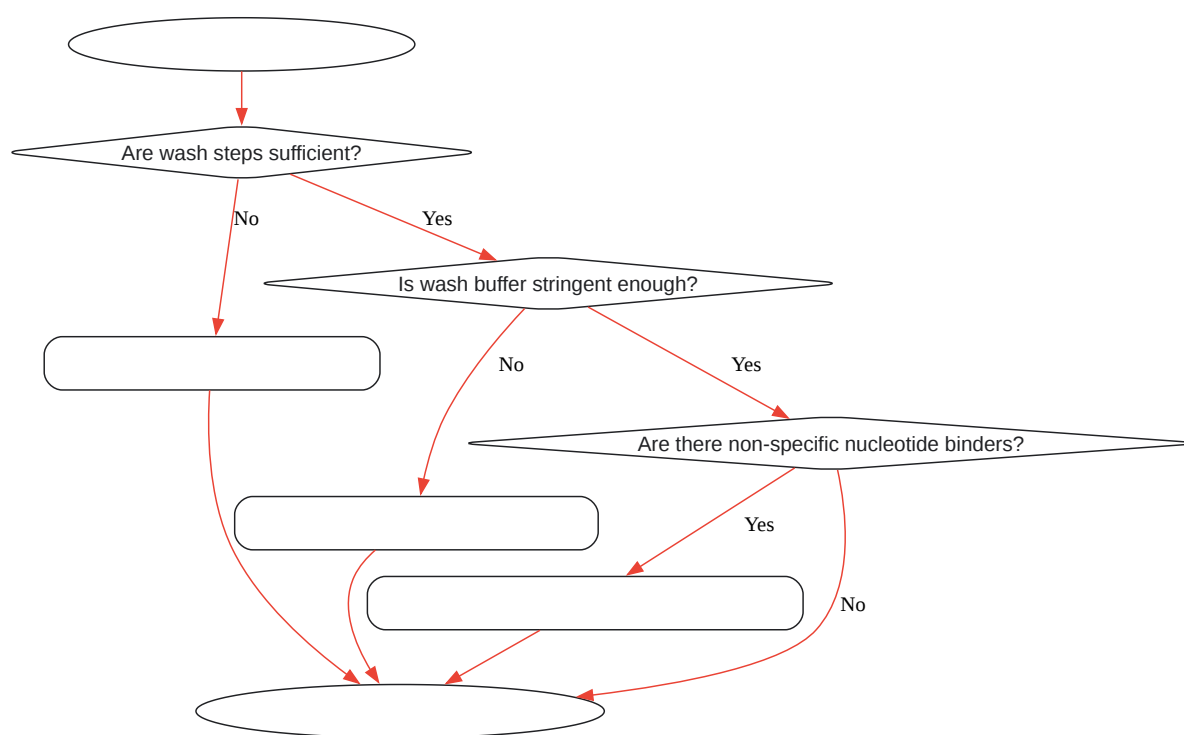 Are wash steps sufficient?
No
Yes
Is wash buffer stringent enough?
No
Yes
Are there non-specific nucleotide binders?
Yes
No